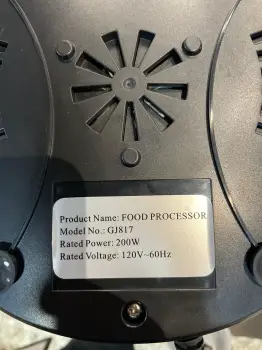 Product Name: FOOD PROCESSOR
Model No.: GJ817
Rated Power: 200W
Rated Voltage: 120V~60Hz